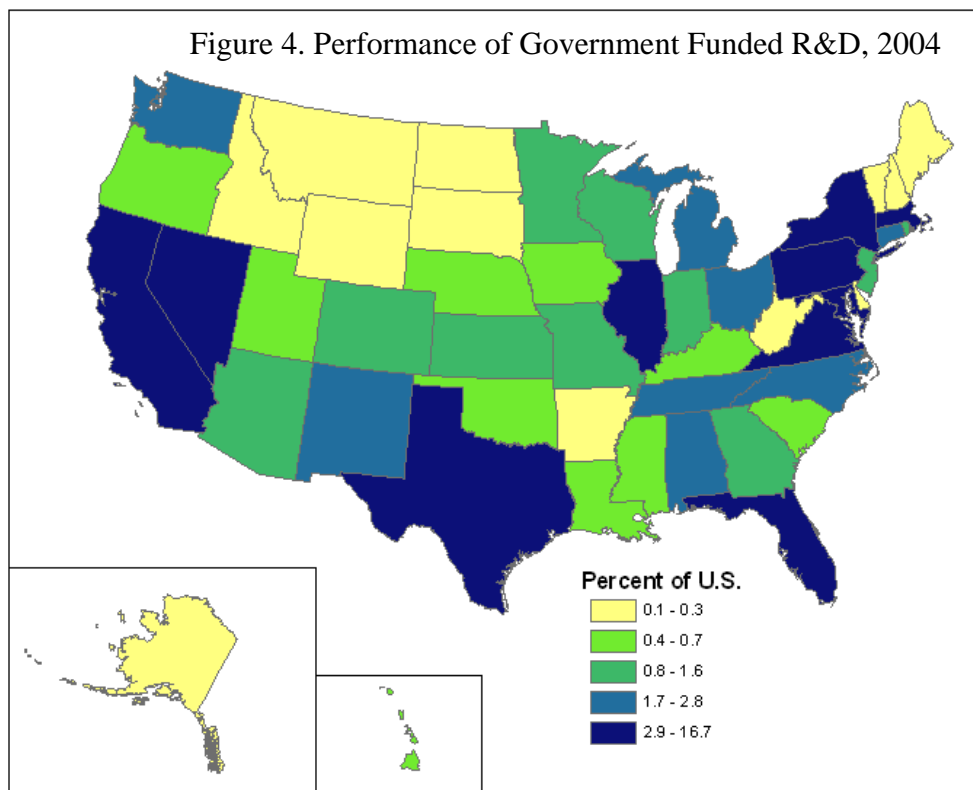 Figure 4. Performance of Government Funded R&D, 2004
Percent of U.S.
0.1 - 0.3
0.4 - 0.7
0.8 - 1.6
1.7 - 2.8
2.9 - 16.7